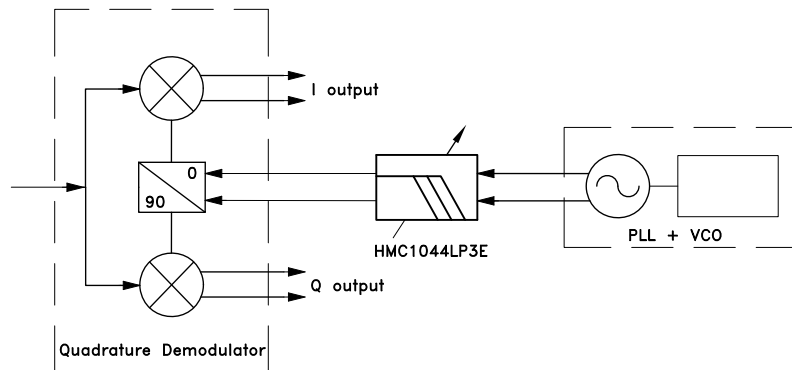 I output
0
90
HMC1044LP3E
PLL + VCO
Q output
Quadrature Demodulator